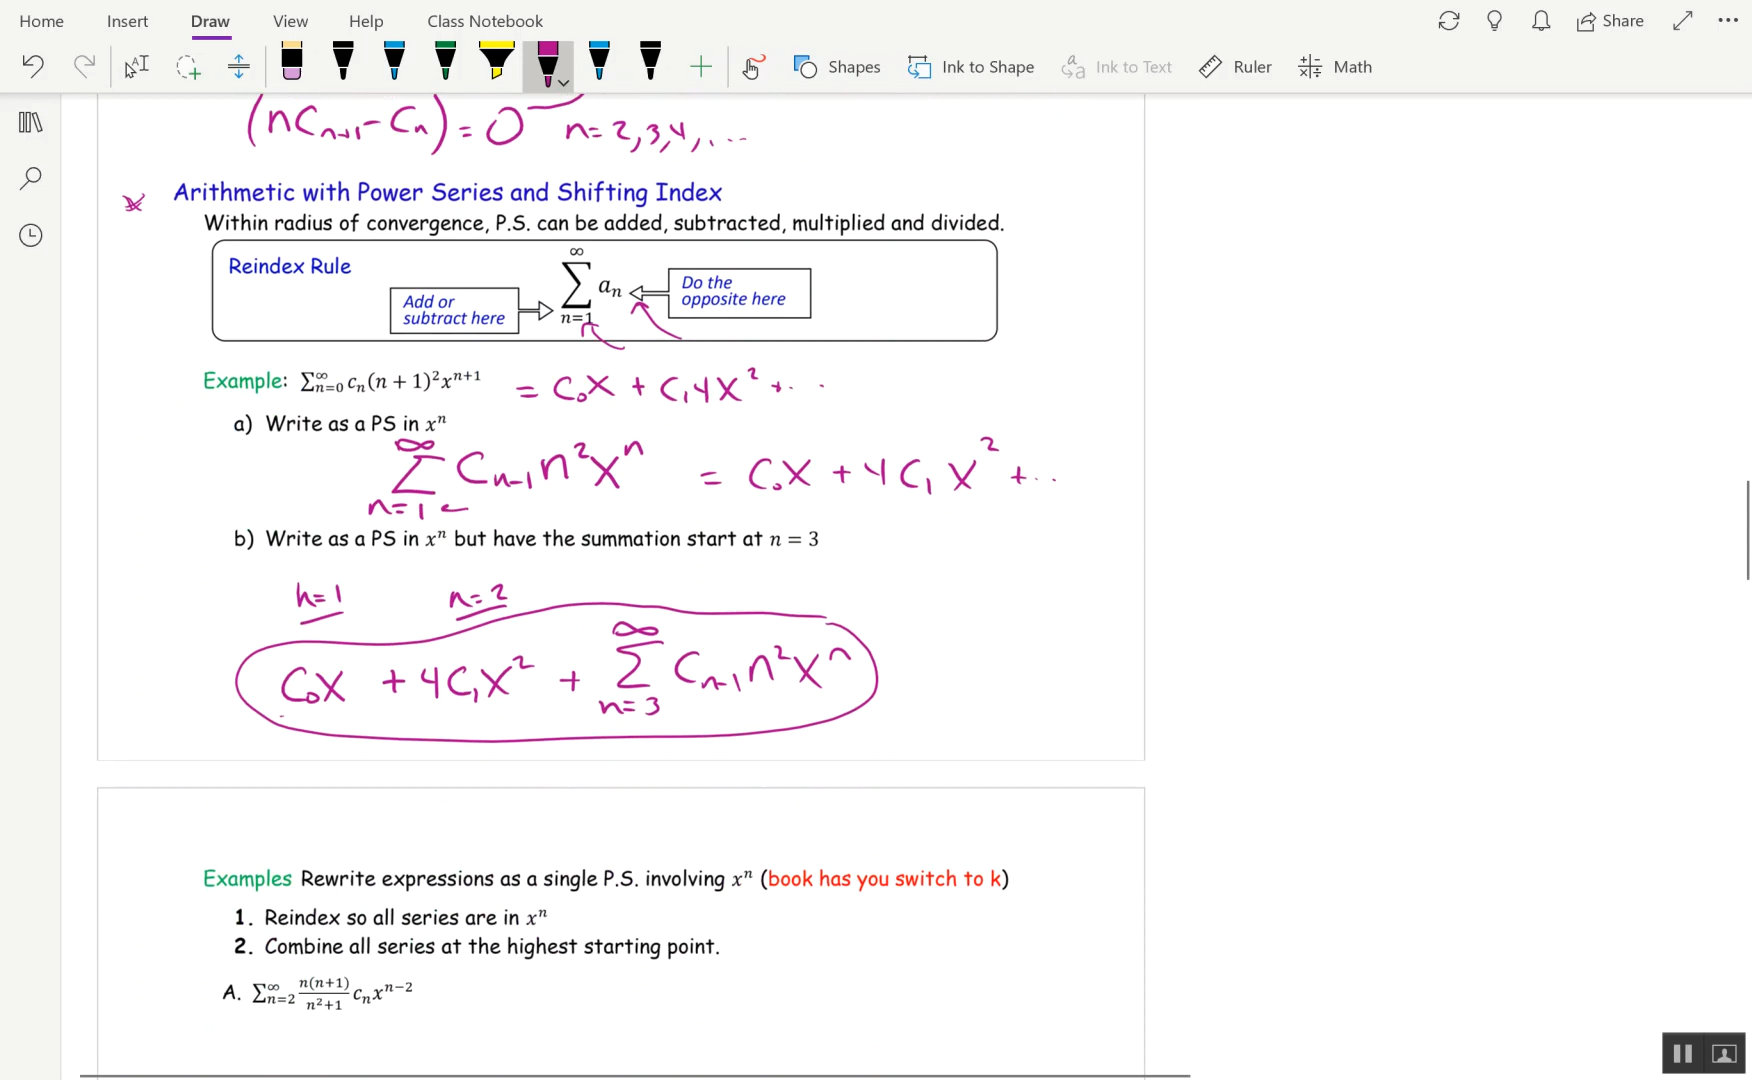 Home Insert Draw View Help Class Notebook Share
Shapes Ink to Shape Ink to Text Ruler Math
(nCₙ₊₁ - Cₙ) = 0 n = 2,3,4,...
Arithmetic with Power Series and Shifting Index
Within radius of convergence, P.S. can be added, subtracted, multiplied and divided.
Reindex Rule
Add or subtract here
∞ ∑ n=1 aₙ
Do the opposite here
Example: ∑ₙ₌₀^∞ cₙ(n + 1)²xⁿ⁺¹ = C₀X + C₁4X² + ...
a) Write as a PS in xⁿ
∞ ∑ n=1 Cₙ₋₁n²Xⁿ = C₀X + 4C₁X² + ...
b) Write as a PS in xⁿ but have the summation start at n = 3
n=1 n=2
C₀X + 4C₁X² + ∞ ∑ n=3 Cₙ₋₁n²Xⁿ
Examples Rewrite expressions as a single P.S. involving xⁿ (book has you switch to k)
1. Reindex so all series are in xⁿ
2. Combine all series at the highest starting point.
A. ∑ₙ₌₂^∞ n(n+1)/n²+1 cₙxⁿ⁻²